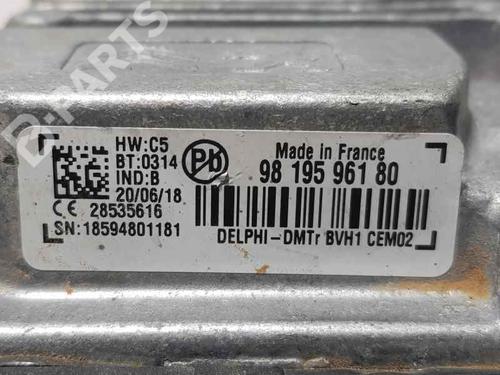 B-PARTS
HW:C5
BT:0314
IND:B
20/06/18
CE 28535616
SN:18594801181
Pb
Made in France
98 195 961 80
DELPHI-DMTr BVH1 CEM02